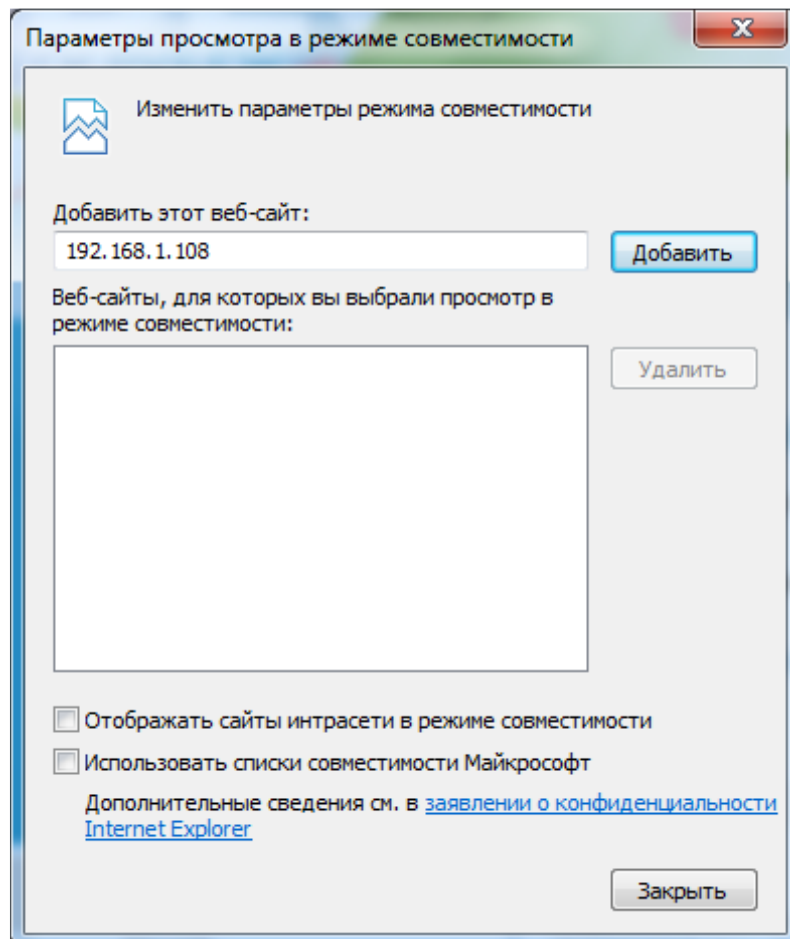 Параметры просмотра в режиме совместимости
Изменить параметры режима совместимости
Добавить этот веб-сайт:
192.168.1.108
Добавить
Веб-сайты, для которых вы выбрали просмотр в
режиме совместимости:
Удалить
Отображать сайты интрасети в режиме совместимости
Использовать списки совместимости Майкрософт
Дополнительные сведения см. в заявлении о конфиденциальности
Internet Explorer
Закрыть